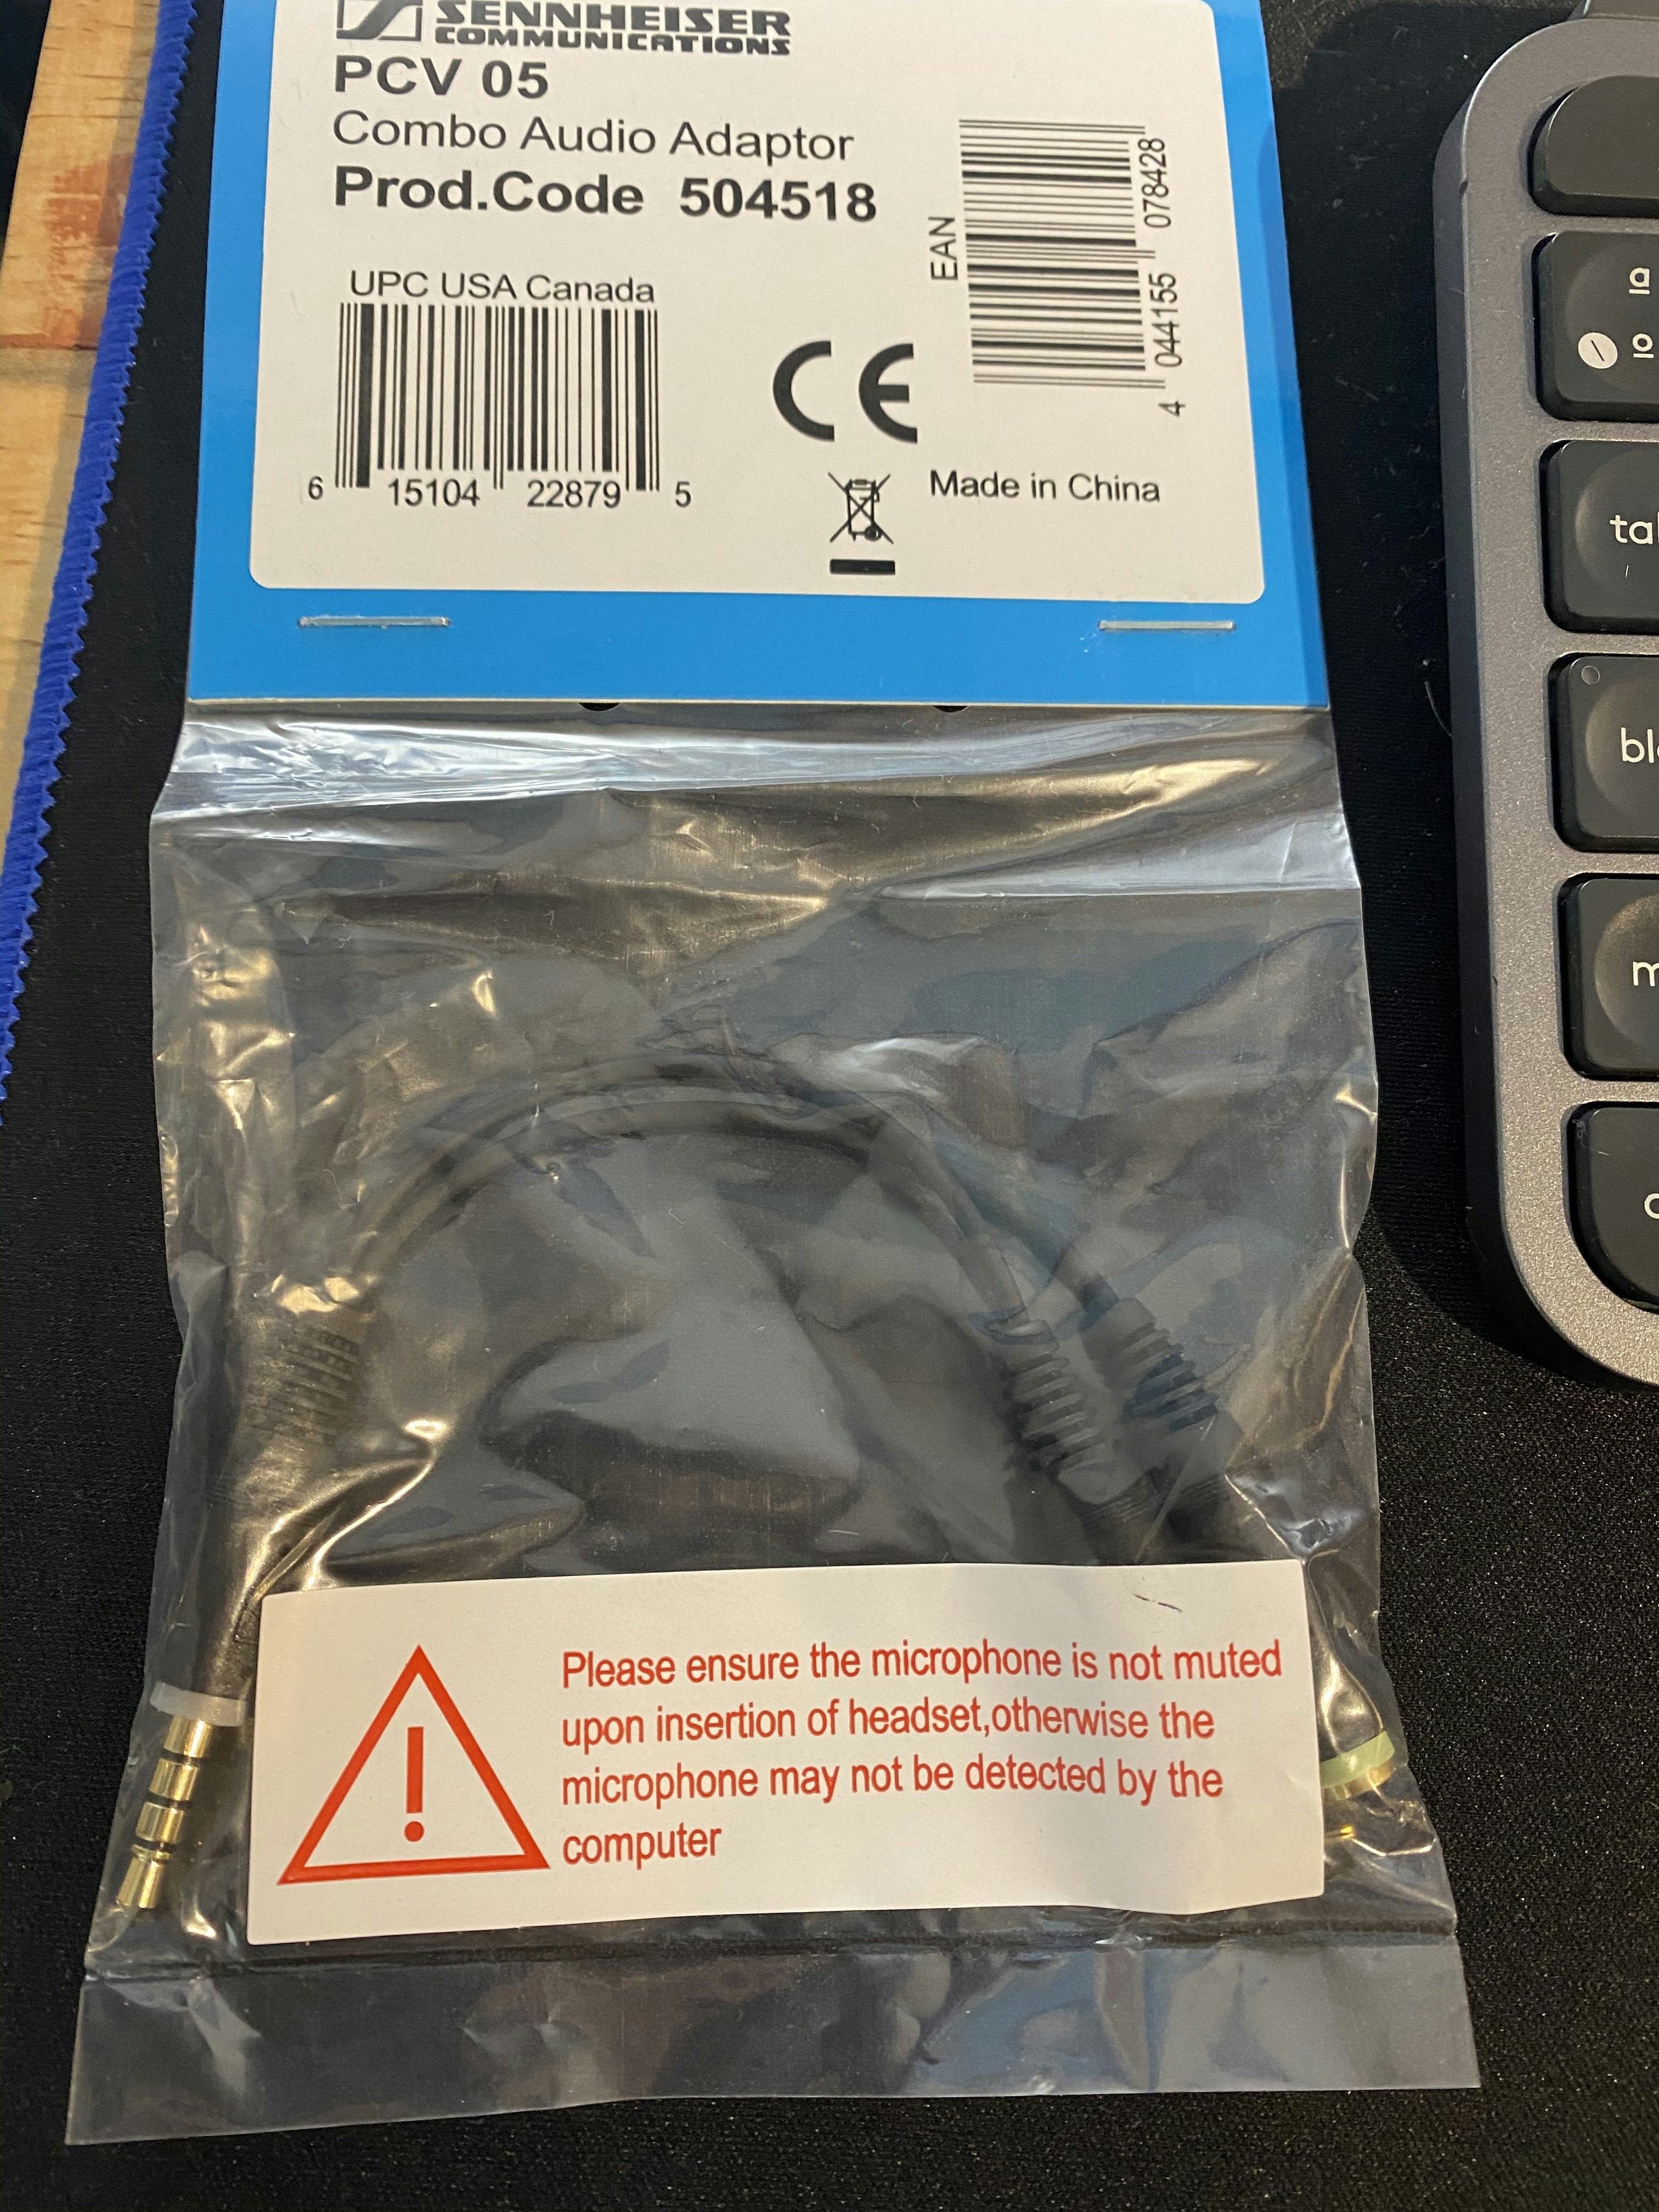 SENNHEISER
COMMUNICATIONS
PCV 05
Combo Audio Adaptor
Prod.Code 504518
UPC USA Canada
6 15104 22879 5
EAN
4 044155 078428
CE
Made in China
Please ensure the microphone is not muted
upon insertion of headset,otherwise the
microphone may not be detected by the
computer
a
o